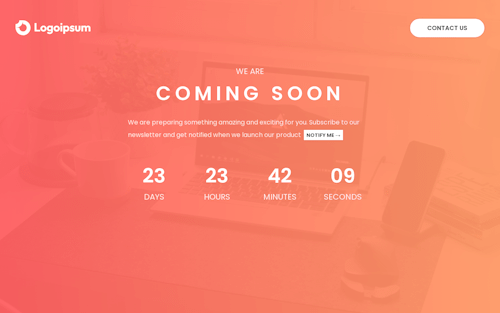 Logoipsum
CONTACT US
WE ARE
COMING SOON
We are preparing something amazing and exciting for you. Subscribe to our
newsletter and get notified when we launch our product NOTIFY ME →
23 23 42 09
DAYS HOURS MINUTES SECONDS